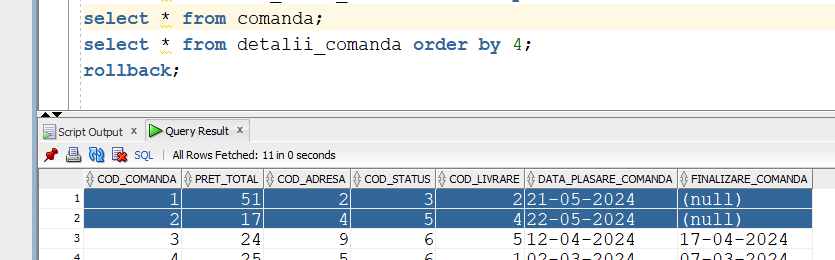 select * from comanda;
select * from detalii_comanda order by 4;
rollback;
Script Output x Query Result x
SQL | All Rows Fetched: 11 in 0 seconds
COD_COMANDA PRET_TOTAL COD_ADRESA COD_STATUS COD_LIVRARE DATA_PLASARE_COMANDA FINALIZARE_COMANDA
1 1 51 2 3 2 21-05-2024 (null)
2 2 17 4 5 4 22-05-2024 (null)
3 3 24 9 6 5 12-04-2024 17-04-2024
4 4 25 5 6 1 02-03-2024 07-03-2024